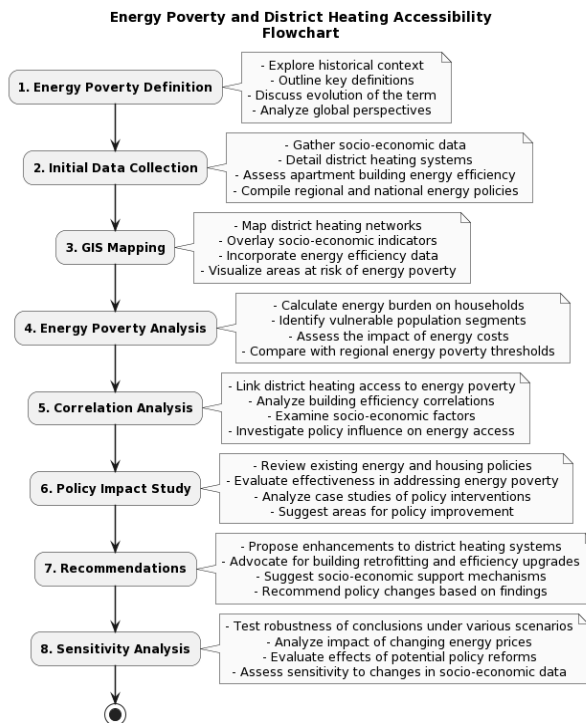 Energy Poverty and District Heating Accessibility
Flowchart
1. Energy Poverty Definition
- Explore historical context
- Outline key definitions
- Discuss evolution of the term
- Analyze global perspectives
2. Initial Data Collection
- Gather socio-economic data
- Detail district heating systems
- Assess apartment building energy efficiency
- Compile regional and national energy policies
3. GIS Mapping
- Map district heating networks
- Overlay socio-economic indicators
- Incorporate energy efficiency data
- Visualize areas at risk of energy poverty
4. Energy Poverty Analysis
- Calculate energy burden on households
- Identify vulnerable population segments
- Assess the impact of energy costs
- Compare with regional energy poverty thresholds
5. Correlation Analysis
- Link district heating access to energy poverty
- Analyze building efficiency correlations
- Examine socio-economic factors
- Investigate policy influence on energy access
6. Policy Impact Study
- Review existing energy and housing policies
- Evaluate effectiveness in addressing energy poverty
- Analyze case studies of policy interventions
- Suggest areas for policy improvement
7. Recommendations
- Propose enhancements to district heating systems
- Advocate for building retrofitting and efficiency upgrades
- Suggest socio-economic support mechanisms
- Recommend policy changes based on findings
8. Sensitivity Analysis
- Test robustness of conclusions under various scenarios
- Analyze impact of changing energy prices
- Evaluate effects of potential policy reforms
- Assess sensitivity to changes in socio-economic data